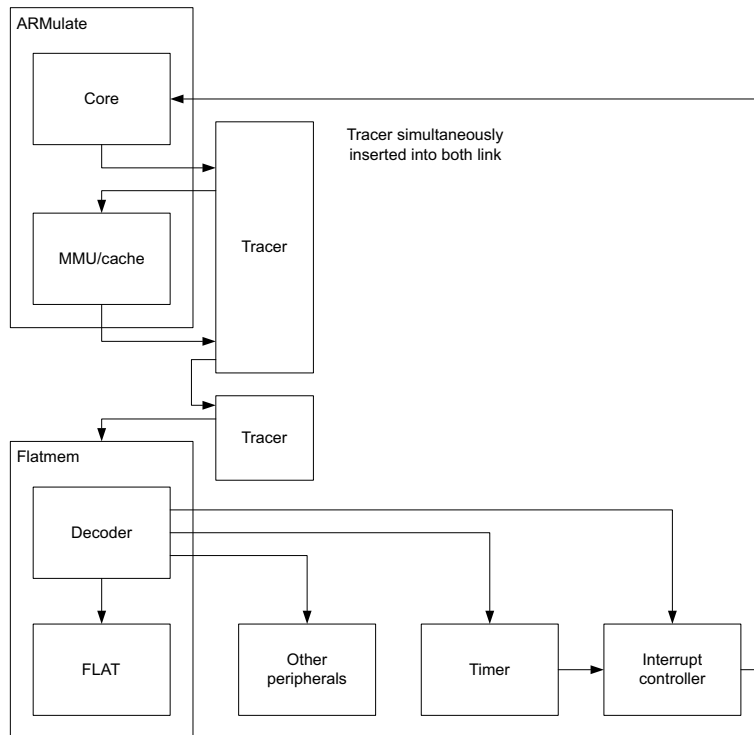 ARMulate
Core
Tracer simultaneously
inserted into both link
MMU/cache
Tracer
Tracer
Flatmem
Decoder
FLAT
Other
peripherals
Timer
Interrupt
controller